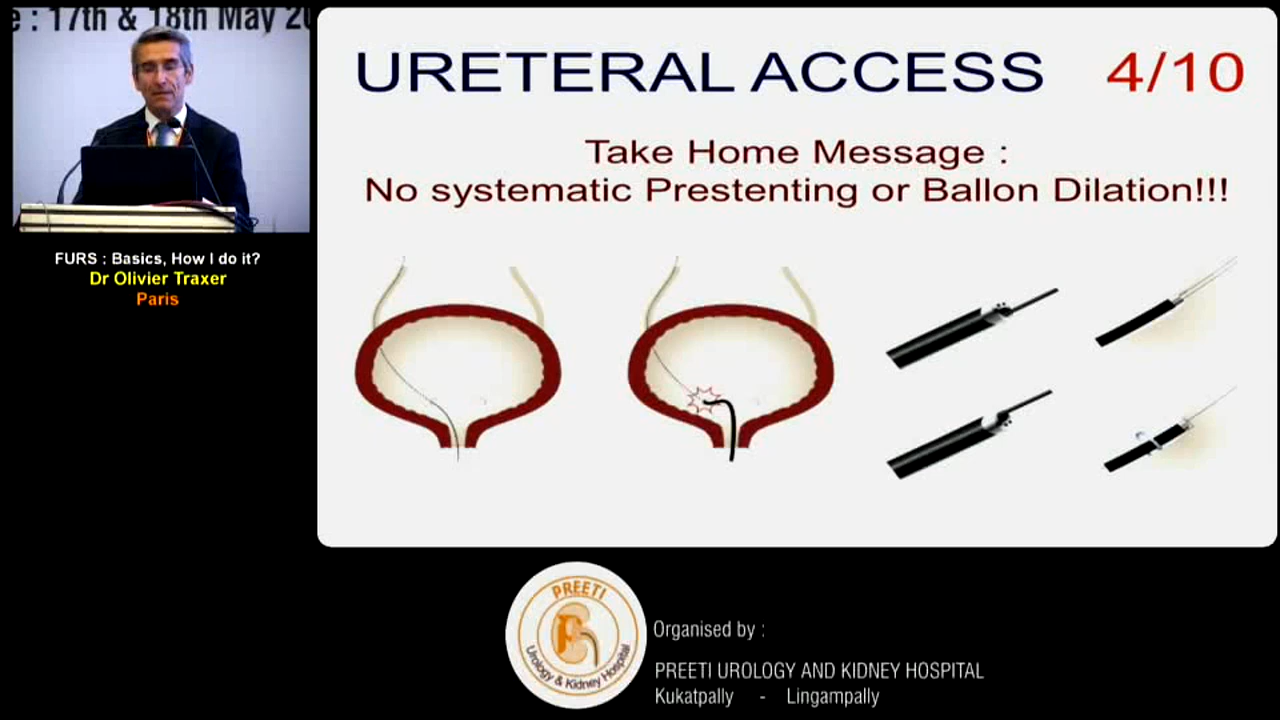 e : 17th & 18th May 20
URETERAL ACCESS 4/10
Take Home Message :
No systematic Prestenting or Ballon Dilation!!!
FURS : Basics, How I do it?
Dr Olivier Traxer
Paris
PREETI
Urology & Kidney Hospital
Organised by :
PREETI UROLOGY AND KIDNEY HOSPITAL
Kukatpally - Lingampally